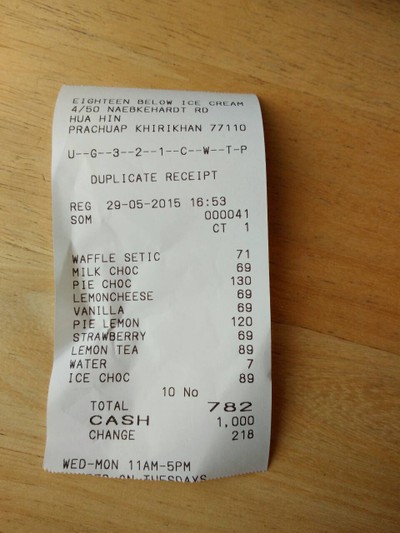 EIGHTEEN BELOW ICE CREAM
4/50 NAEBKEHARDT RD
HUA HIN
PRACHUAP KHIRIKHAN 77110
U--G--3--2--1--C--W--T-P
DUPLICATE RECEIPT
REG 29-05-2015 16:53
SOM 000041
CT 1
WAFFLE SETIC 71
MILK CHOC 69
PIE CHOC 130
LEMONCHEESE 69
VANILLA 69
PIE LEMON 120
STRAWBERRY 69
LEMON TEA 89
WATER 7
ICE CHOC 89
10 No
TOTAL 782
CASH 1,000
CHANGE 218
WED-MON 11AM-5PM
ON TUESDAYS